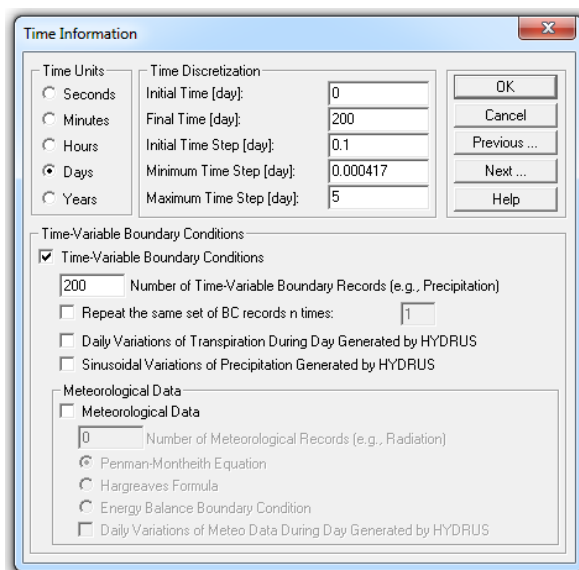 Time Information
Time Units
Seconds
Minutes
Hours
Days
Years
Time Discretization
Initial Time [day]: 0
Final Time [day]: 200
Initial Time Step [day]: 0.1
Minimum Time Step [day]: 0.000417
Maximum Time Step [day]: 5
OK
Cancel
Previous ...
Next ...
Help
Time-Variable Boundary Conditions
Time-Variable Boundary Conditions
200 Number of Time-Variable Boundary Records (e.g., Precipitation)
Repeat the same set of BC records n times: 1
Daily Variations of Transpiration During Day Generated by HYDRUS
Sinusoidal Variations of Precipitation Generated by HYDRUS
Meteorological Data
Meteorological Data
0 Number of Meteorological Records (e.g., Radiation)
Penman-Montheith Equation
Hargreaves Formula
Energy Balance Boundary Condition
Daily Variations of Meteo Data During Day Generated by HYDRUS